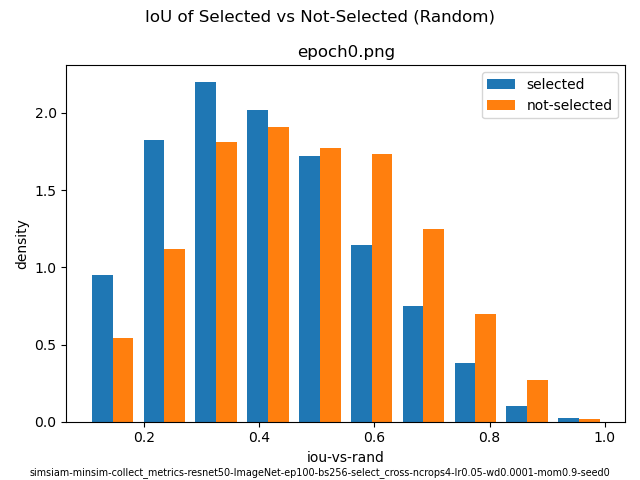 IoU of Selected vs Not-Selected (Random)
epoch0.png
selected
not-selected
2.0
1.5
1.0
0.5
0.0
density
0.2 0.4 0.6 0.8 1.0
iou-vs-rand
simsiam-minsim-collect_metrics-resnet50-ImageNet-ep100-bs256-select_cross-ncrops4-lr0.05-wd0.0001-mom0.9-seed0